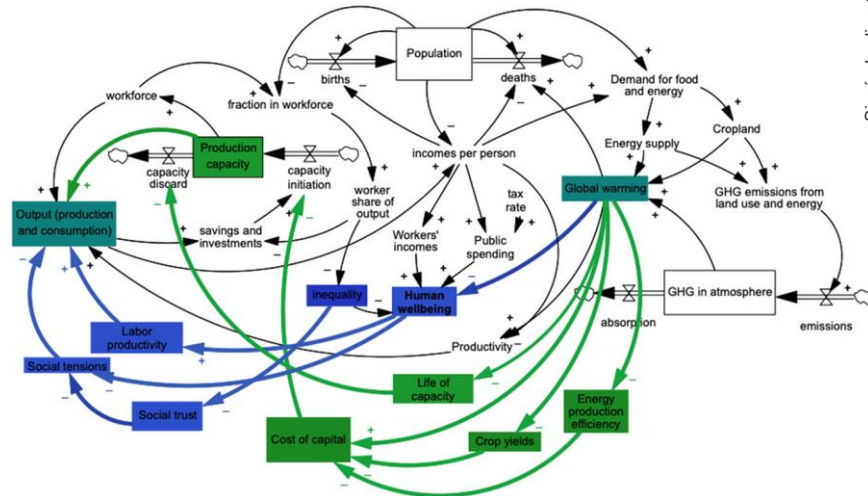 Population
births
deaths
Demand for food
and energy
workforce
fraction in workforce
Cropland
Production
capacity
Energy supply
incomes per person
capacity
discard
capacity
initiation
worker
share of
output
tax
rate
Global warming
GHG emissions from
land use and energy
Output (production
and consumption)
savings and
investments
Workers'
incomes
Public
spending
inequality
Human
wellbeing
GHG in atmosphere
absorption
emissions
Labor
productivity
Productivity
Social tensions
Life of
capacity
Social trust
Energy
production
efficiency
Cost of capital
Crop yields